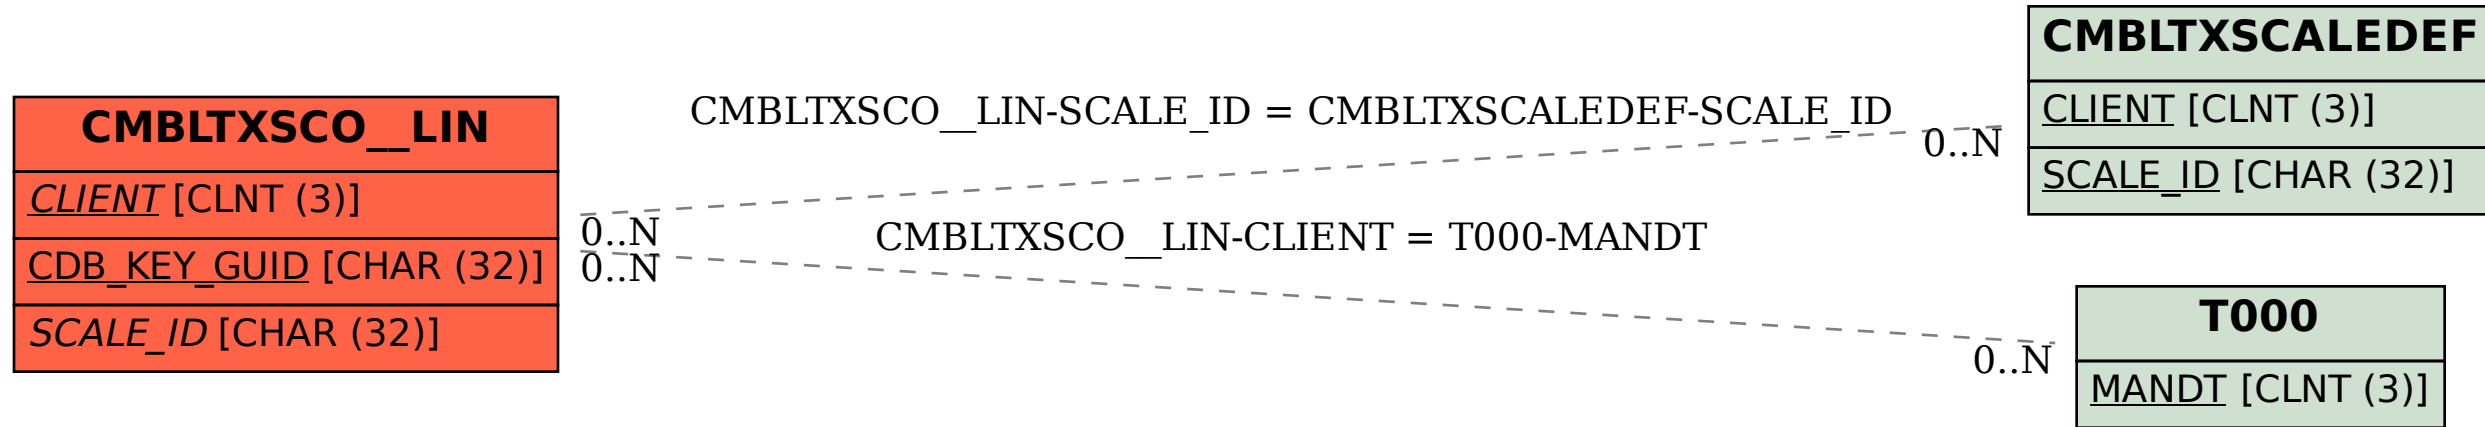 CMBLTXSCO__LIN
CLIENT [CLNT (3)]
CDB_KEY_GUID [CHAR (32)]
SCALE_ID [CHAR (32)]
CMBLTXSCO__LIN-SCALE_ID = CMBLTXSCALEDEF-SCALE_ID
0..N
0..N
CMBLTXSCO__LIN-CLIENT = T000-MANDT
0..N
0..N
CMBLTXSCALEDEF
CLIENT [CLNT (3)]
SCALE_ID [CHAR (32)]
T000
MANDT [CLNT (3)]